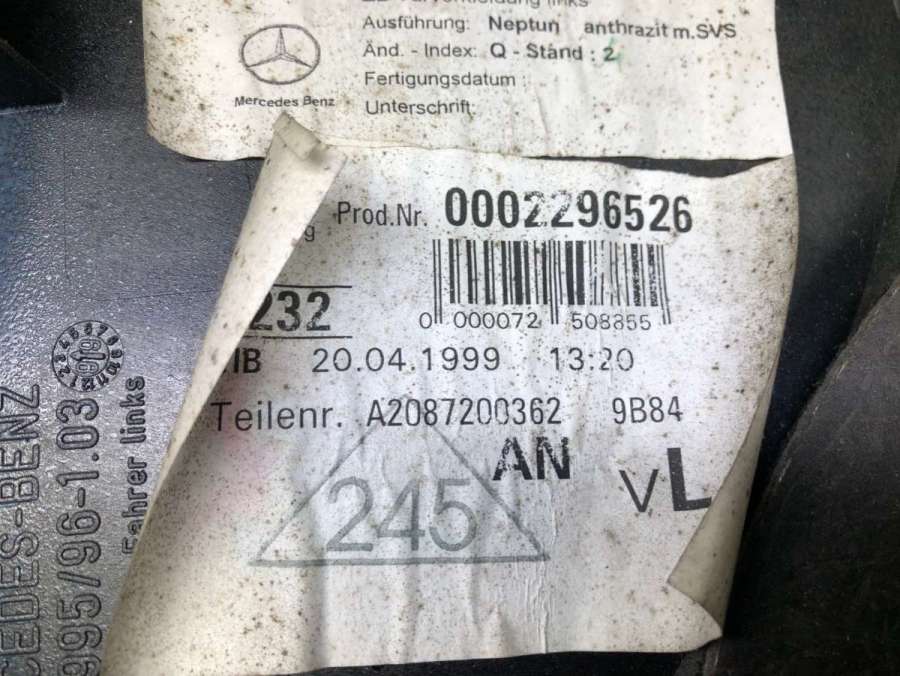 links
Ausführung: Neptun anthrazit m.SVS
Änd. - Index: Q - Stand : 2
Fertigungsdatum :
Unterschrift:
Mercedes Benz
Prod.Nr. 0002296526
g
232
0 000072 508355
IB 20.04.1999 13:20
Teilenr. A2087200362 9B84
AN
VL
245
CEDES-BENZ
995/96-1.03
Fahrer links